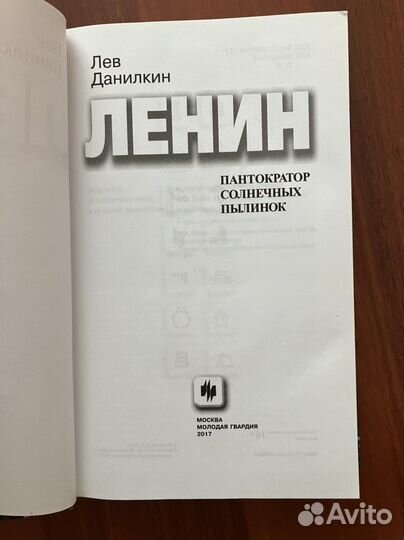 Лев
Данилкин
ЛЕНИН
ПАНТОКРАТОР
СОЛНЕЧНЫХ
ПЫЛИНОК
МОСКВА
МОЛОДАЯ ГВАРДИЯ
2017
Avito